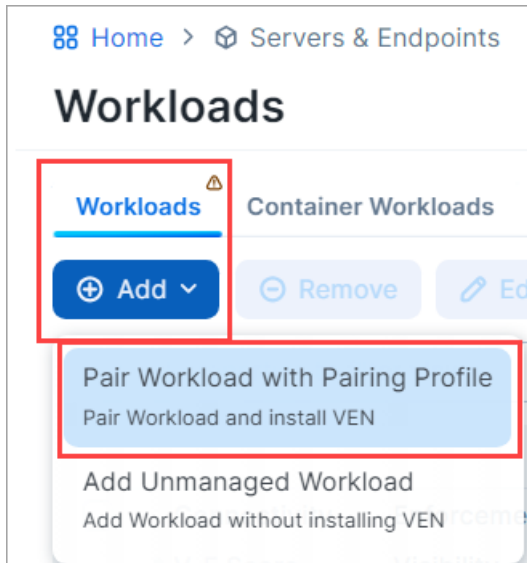 Home > Servers & Endpoints
Workloads
Workloads Container Workloads
Add Remove Ed
Pair Workload with Pairing Profile
Pair Workload and install VEN
Add Unmanaged Workload
Add Workload without installing VEN